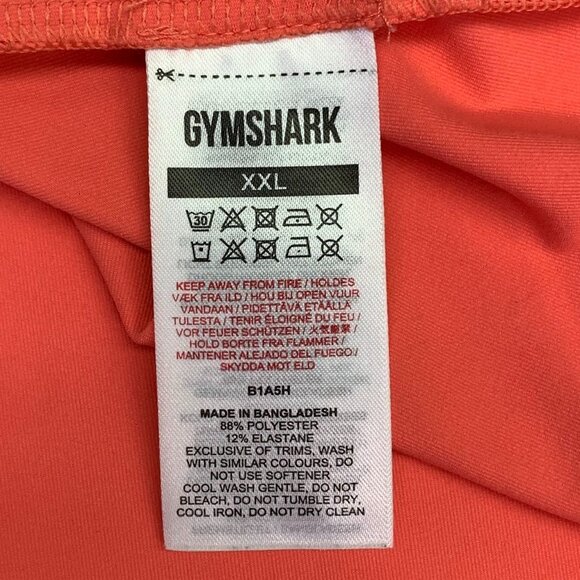 GYMSHARK
XXL
30
KEEP AWAY FROM FIRE / HOLDES
VÆK FRA ILD / HOU BIJ OPEN VUUR
VANDAAN / PIDETTÄVÄ ETÄÄLLÄ
TULESTA / TENIR ÉLOIGNÉ DU FEU /
VOR FEUER SCHÜTZEN / 火気厳禁 /
HOLD BORTE FRA FLAMMER /
MANTENER ALEJADO DEL FUEGO /
SKYDDA MOT ELD
B1A5H
MADE IN BANGLADESH
88% POLYESTER
12% ELASTANE
EXCLUSIVE OF TRIMS, WASH
WITH SIMILAR COLOURS, DO
NOT USE SOFTENER
COOL WASH GENTLE, DO NOT
BLEACH, DO NOT TUMBLE DRY,
COOL IRON, DO NOT DRY CLEAN